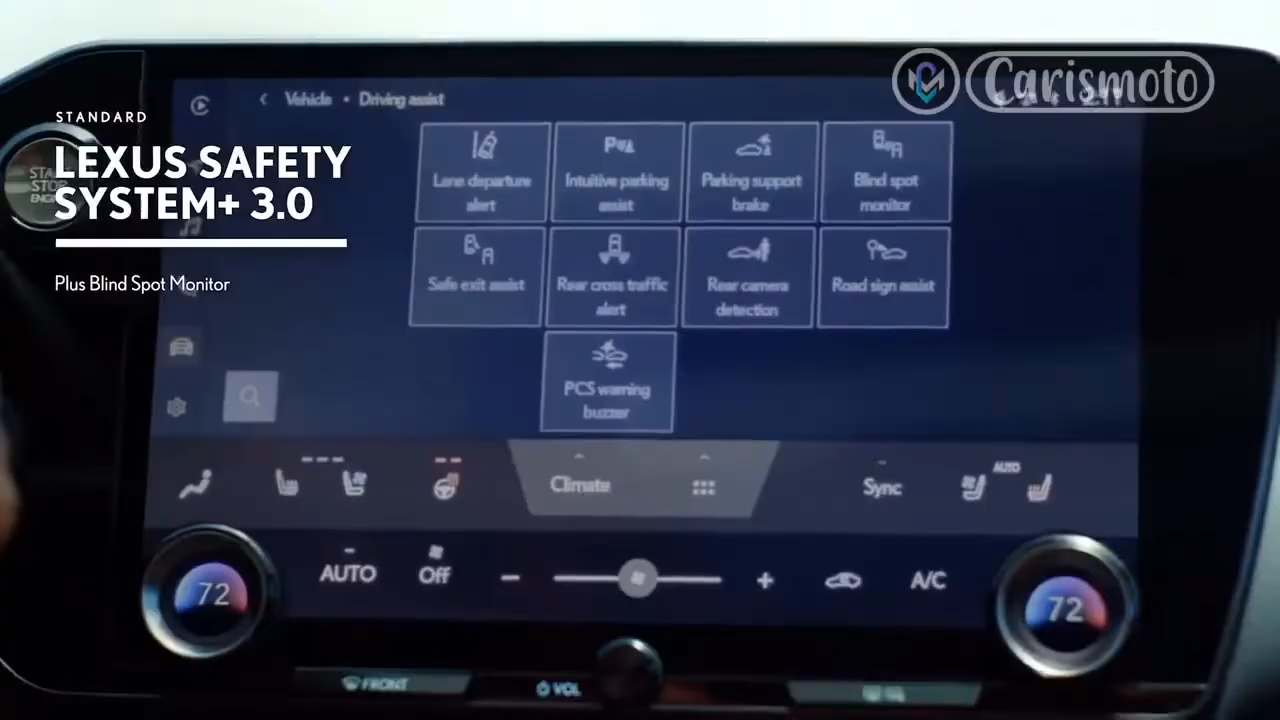 Carismoto
Vehicle • Driving assist
STANDARD
LEXUS SAFETY
SYSTEM+ 3.0
Plus Blind Spot Monitor
STOP
Lane departure
alert
Intuitive parking
assist
Parking support
brake
Blind spot
monitor
Safe exit assist
Rear cross traffic
alert
Rear camera
detection
Road sign assist
PCS warning
buzzer
Climate
Sync
AUTO
72
AUTO
Off
A/C
72
FRONT
VOL